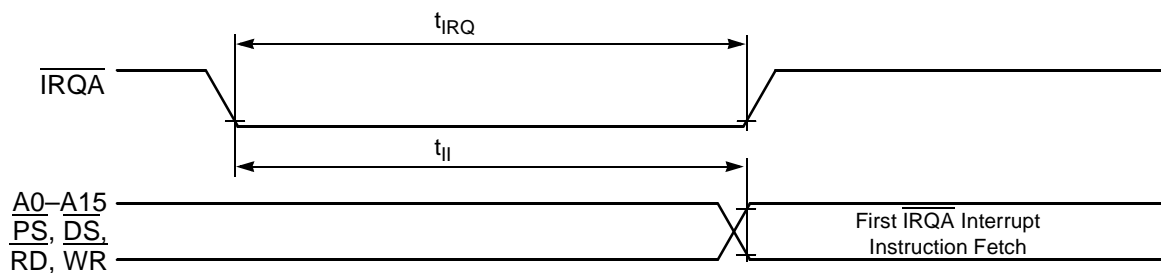 tIRQ
IRQA
tII
A0–A15
PS, DS,
RD, WR
First IRQA Interrupt
Instruction Fetch